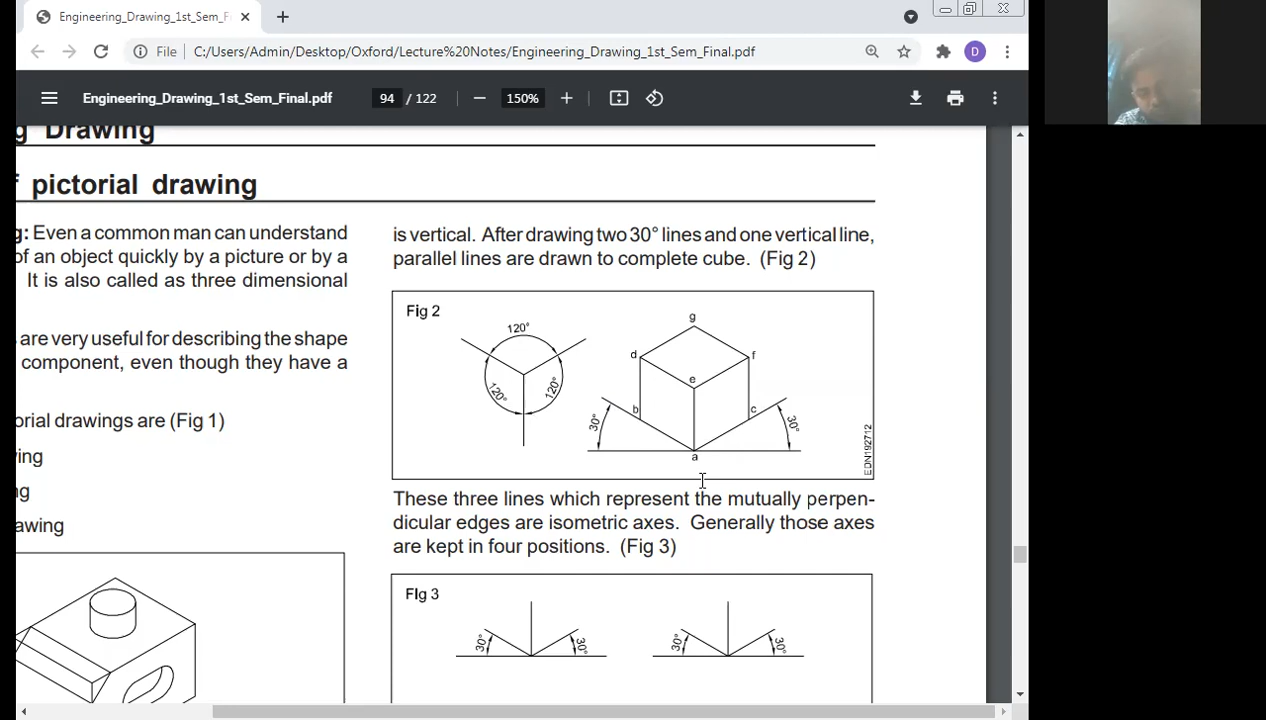 Engineering_Drawing_1st_Sem_Fi
File
C:/Users/Admin/Desktop/Oxford/Lecture%20Notes/Engineering_Drawing_1st_Sem_Final.pdf
D
Engineering_Drawing_1st_Sem_Final.pdf
94 / 122
150%
g Drawing
f pictorial drawing
g: Even a common man can understand
of an object quickly by a picture or by a
It is also called as three dimensional
are very useful for describing the shape
component, even though they have a
orial drawings are (Fig 1)
ving
ng
awing
is vertical. After drawing two 30° lines and one vertical line,
parallel lines are drawn to complete cube. (Fig 2)
Fig 2
120°
120°
120°
g
d
f
e
b
c
30°
30°
a
EDN192712
These three lines which represent the mutually perpen-
dicular edges are isometric axes. Generally those axes
are kept in four positions. (Fig 3)
FIg 3
30°
30°
30°
30°